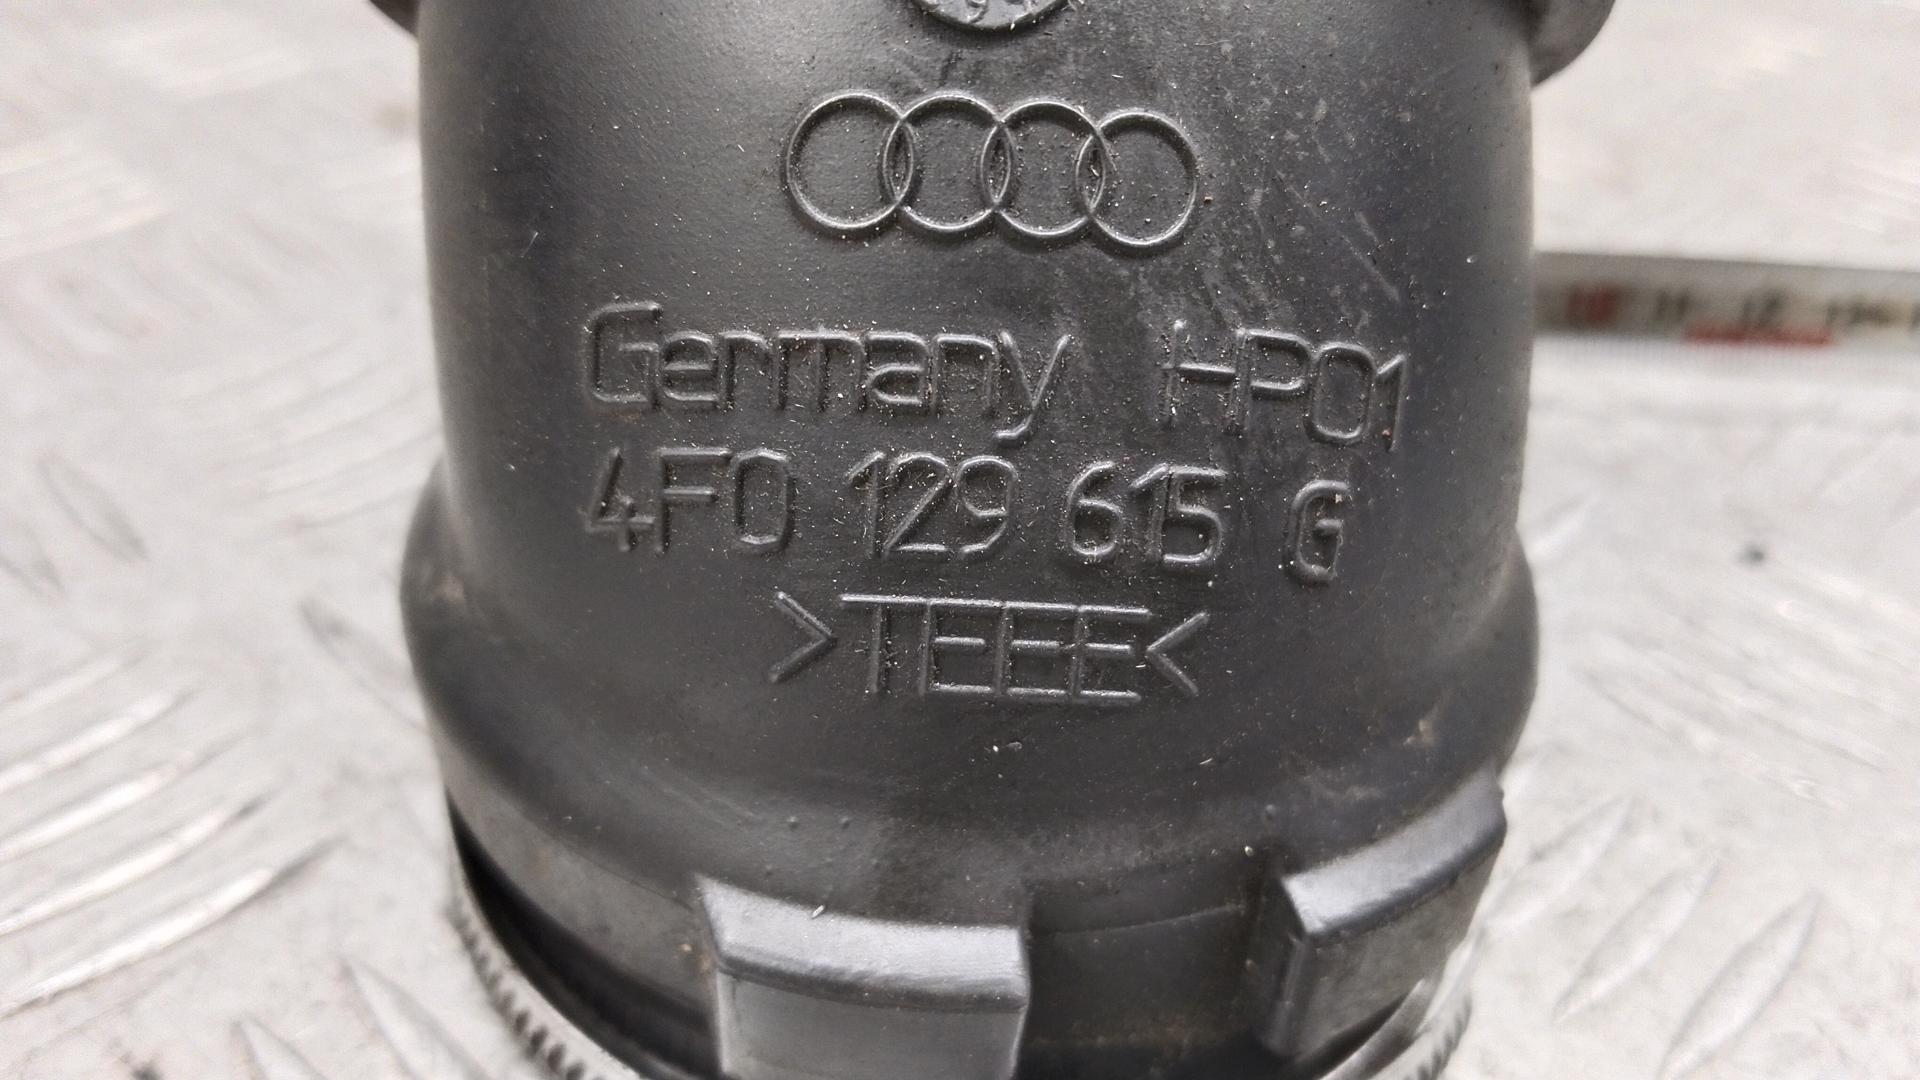 Germany HP01
4F0 129 615 G
>TEEE<